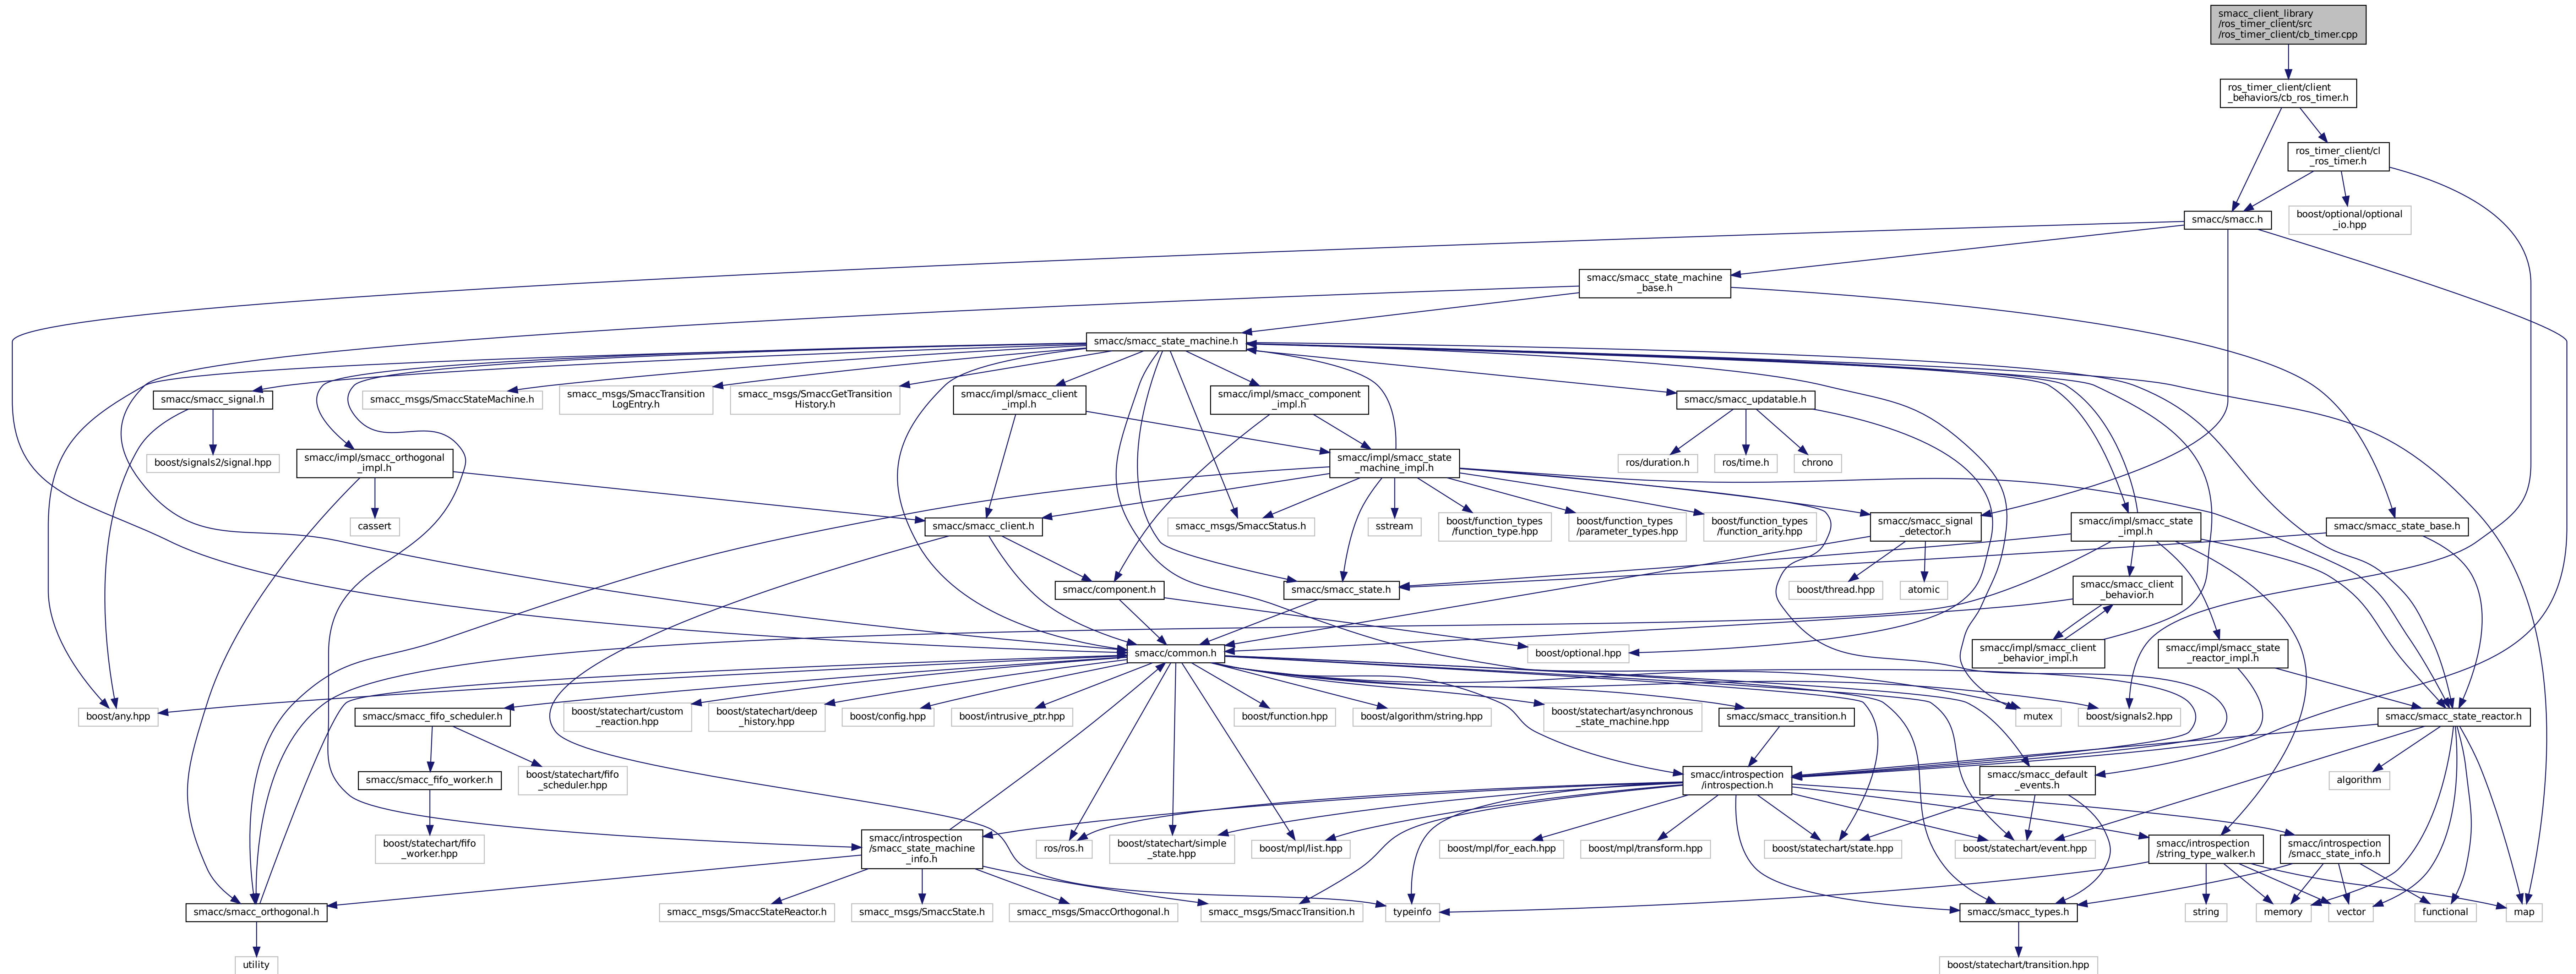 smacc_client_library
/ros_timer_client/src
/ros_timer_client/cb_timer.cpp
ros_timer_client/client
_behaviors/cb_ros_timer.h
ros_timer_client/cl
_ros_timer.h
smacc/smacc.h
boost/optional/optional
_io.hpp
smacc/smacc_state_machine
_base.h
smacc/smacc_state_machine.h
smacc/smacc_signal.h
smacc_msgs/SmaccStateMachine.h
smacc_msgs/SmaccTransition
LogEntry.h
smacc_msgs/SmaccGetTransition
History.h
smacc/impl/smacc_client
_impl.h
smacc/impl/smacc_component
_impl.h
smacc/smacc_updatable.h
boost/signals2/signal.hpp
smacc/impl/smacc_orthogonal
_impl.h
smacc/impl/smacc_state
_machine_impl.h
ros/duration.h
ros/time.h
chrono
cassert
smacc/smacc_client.h
smacc_msgs/SmaccStatus.h
sstream
boost/function_types
/function_type.hpp
boost/function_types
/parameter_types.hpp
boost/function_types
/function_arity.hpp
smacc/smacc_signal
_detector.h
smacc/impl/smacc_state
_impl.h
smacc/smacc_state_base.h
smacc/component.h
smacc/smacc_state.h
boost/thread.hpp
atomic
smacc/smacc_client
_behavior.h
smacc/common.h
boost/optional.hpp
smacc/impl/smacc_client
_behavior_impl.h
smacc/impl/smacc_state
_reactor_impl.h
boost/any.hpp
smacc/smacc_fifo_scheduler.h
boost/statechart/custom
_reaction.hpp
boost/statechart/deep
_history.hpp
boost/config.hpp
boost/intrusive_ptr.hpp
boost/function.hpp
boost/algorithm/string.hpp
boost/statechart/asynchronous
_state_machine.hpp
smacc/smacc_transition.h
mutex
boost/signals2.hpp
smacc/smacc_state_reactor.h
smacc/smacc_fifo_worker.h
boost/statechart/fifo
_scheduler.hpp
smacc/introspection
/introspection.h
smacc/smacc_default
_events.h
algorithm
boost/statechart/fifo
_worker.hpp
smacc/introspection
/smacc_state_machine
_info.h
ros/ros.h
boost/statechart/simple
_state.hpp
boost/mpl/list.hpp
boost/mpl/for_each.hpp
boost/mpl/transform.hpp
boost/statechart/state.hpp
boost/statechart/event.hpp
smacc/introspection
/string_type_walker.h
smacc/introspection
/smacc_state_info.h
smacc/smacc_orthogonal.h
smacc_msgs/SmaccStateReactor.h
smacc_msgs/SmaccState.h
smacc_msgs/SmaccOrthogonal.h
smacc_msgs/SmaccTransition.h
typeinfo
smacc/smacc_types.h
string
memory
vector
functional
map
utility
boost/statechart/transition.hpp